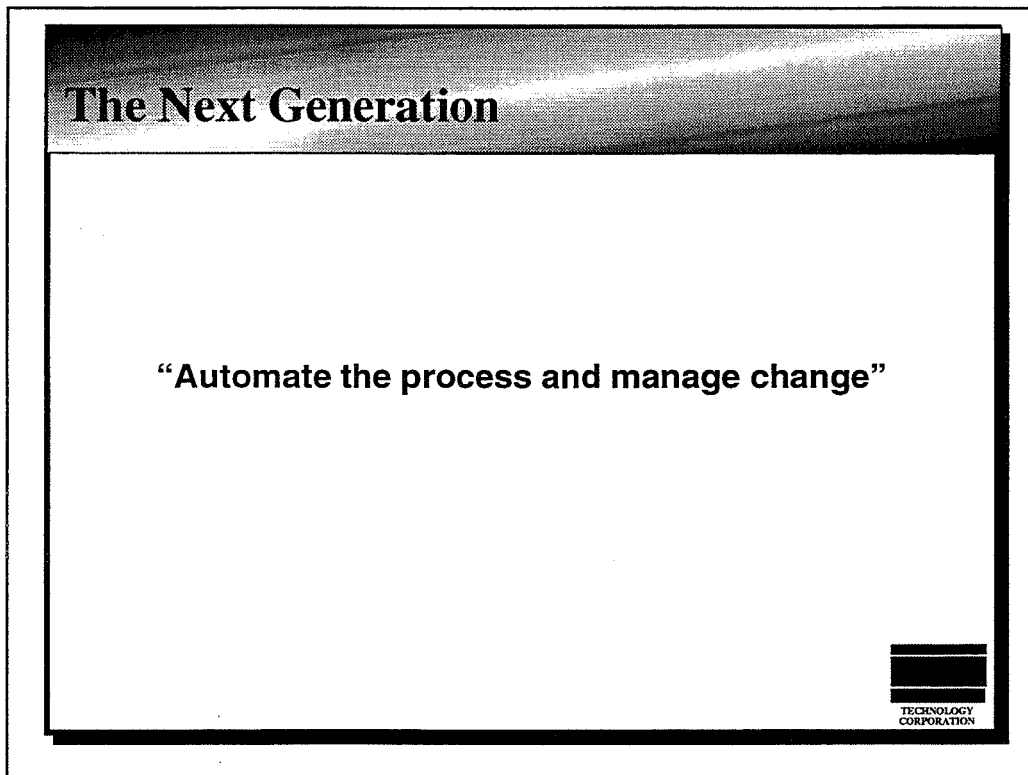 The Next Generation
“Automate the process and manage change”
TECHNOLOGY
CORPORATION